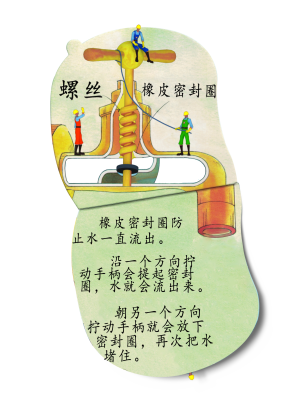 螺丝
橡皮密封圈
橡皮密封圈防
止水一直流出。
沿一个方向拧
动手柄会提起密封
圈，水就会流出来。
朝另一个方向
拧动手柄就会放下
密封圈，再次把水
堵住。